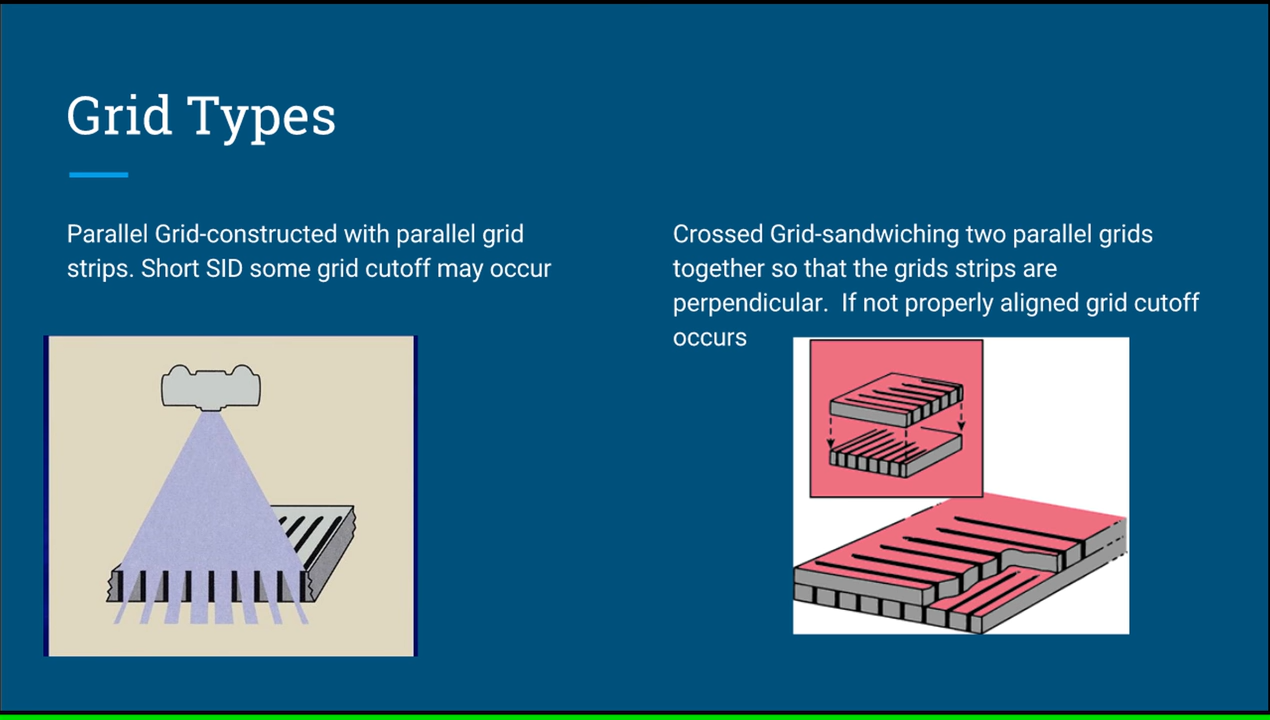 Grid Types
Parallel Grid-constructed with parallel grid
strips. Short SID some grid cutoff may occur
Crossed Grid-sandwiching two parallel grids
together so that the grids strips are
perpendicular.  If not properly aligned grid cutoff
occurs